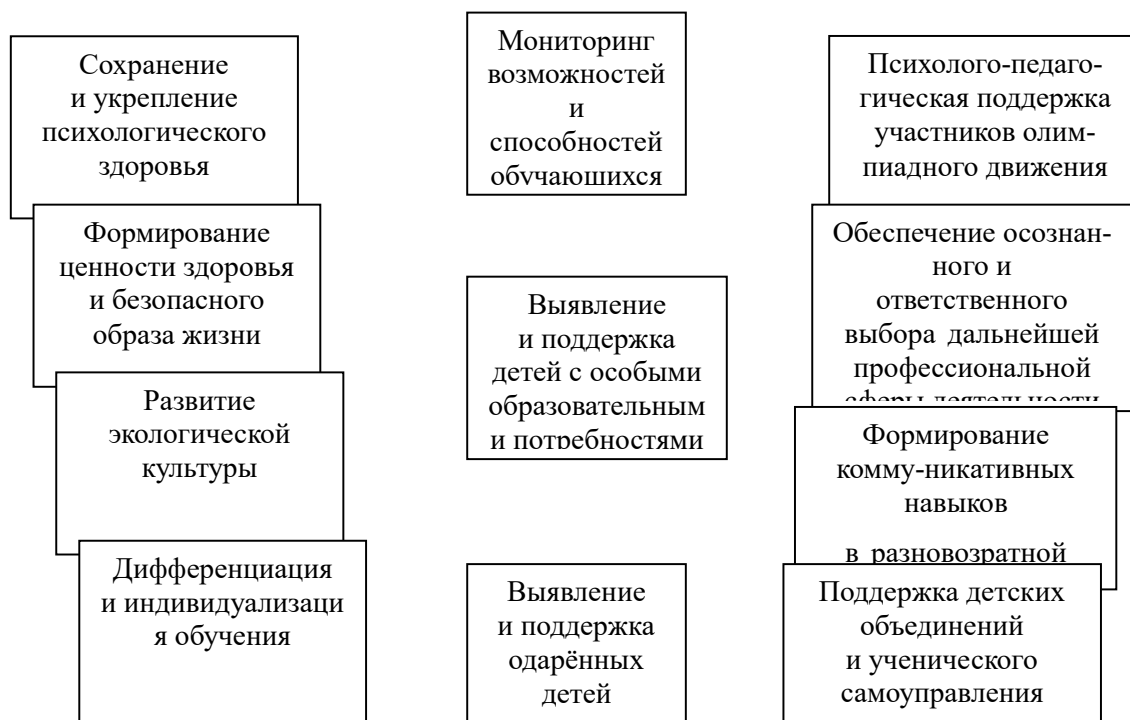 Сохранение
и укрепление
психологического
здоровья
Формирование
ценности здоровья
и безопасного
образа жизни
Развитие
экологической
культуры
Дифференциация
и индивидуализаци
я обучения
Мониторинг
возможностей
и
способностей
обучающихся
Выявление
и поддержка
детей с особыми
образовательным
и потребностями
Выявление
и поддержка
одарённых
детей
Психолого-педаго-
гическая поддержка
участников олим-
пиадного движения
Обеспечение осознан-
ного и
ответственного
выбора дальнейшей
профессиональной
сферы деятельности
Формирование
комму-никативных
навыков
в разновозратной
Поддержка детских
объединений
и ученического
самоуправления